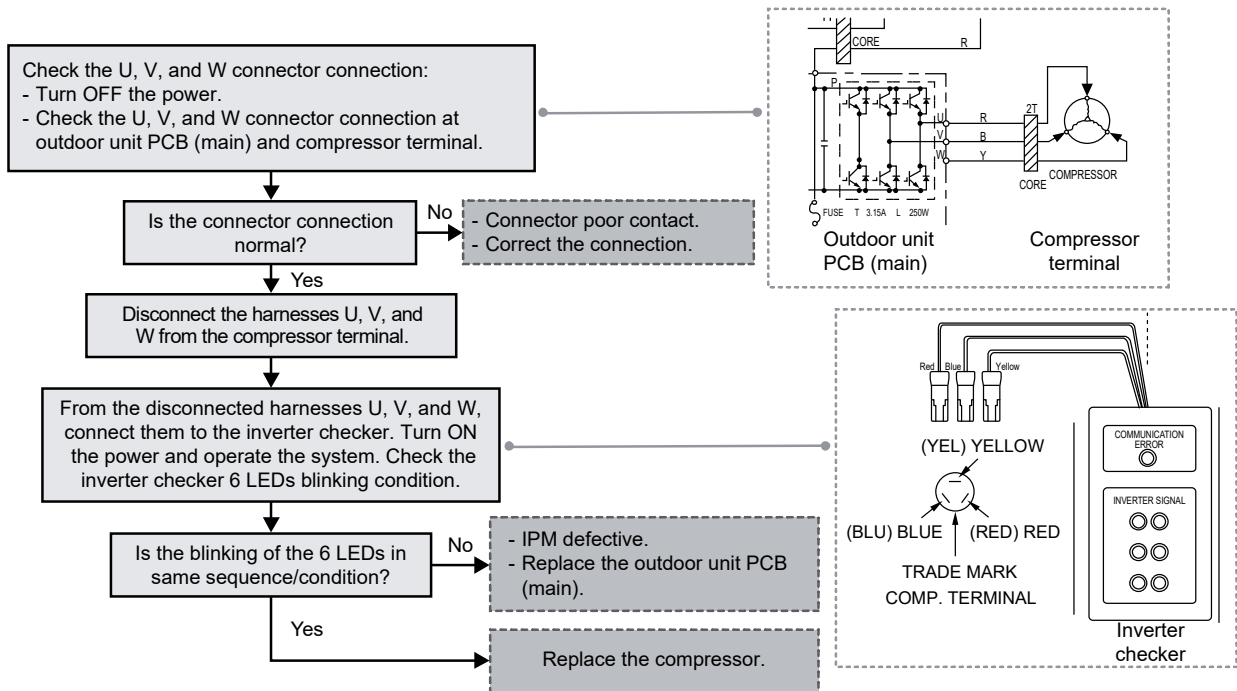 Check the U, V, and W connector connection:
- Turn OFF the power.
- Check the U, V, and W connector connection at
outdoor unit PCB (main) and compressor terminal.
Is the connector connection
normal?
No
- Connector poor contact.
- Correct the connection.
Yes
Disconnect the harnesses U, V, and
W from the compressor terminal.
From the disconnected harnesses U, V, and W,
connect them to the inverter checker. Turn ON
the power and operate the system. Check the
inverter checker 6 LEDs blinking condition.
Is the blinking of the 6 LEDs in
same sequence/condition?
No
- IPM defective.
- Replace the outdoor unit PCB
(main).
Yes
Replace the compressor.
CORE
R
P
U
V
W
R
B
Y
2T
CORE
COMPRESSOR
FUSE T 3.15A L 250W
Outdoor unit
PCB (main)
Compressor
terminal
Red
Blue
Yellow
(YEL) YELLOW
(BLU) BLUE
(RED) RED
TRADE MARK
COMP. TERMINAL
COMMUNICATION
ERROR
INVERTER SIGNAL
Inverter
checker